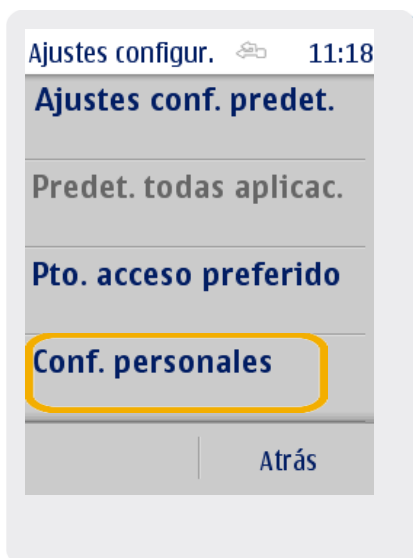 Ajustes configur. 11:18
Ajustes conf. predet.
Predet. todas aplicac.
Pto. acceso preferido
Conf. personales
Atrás